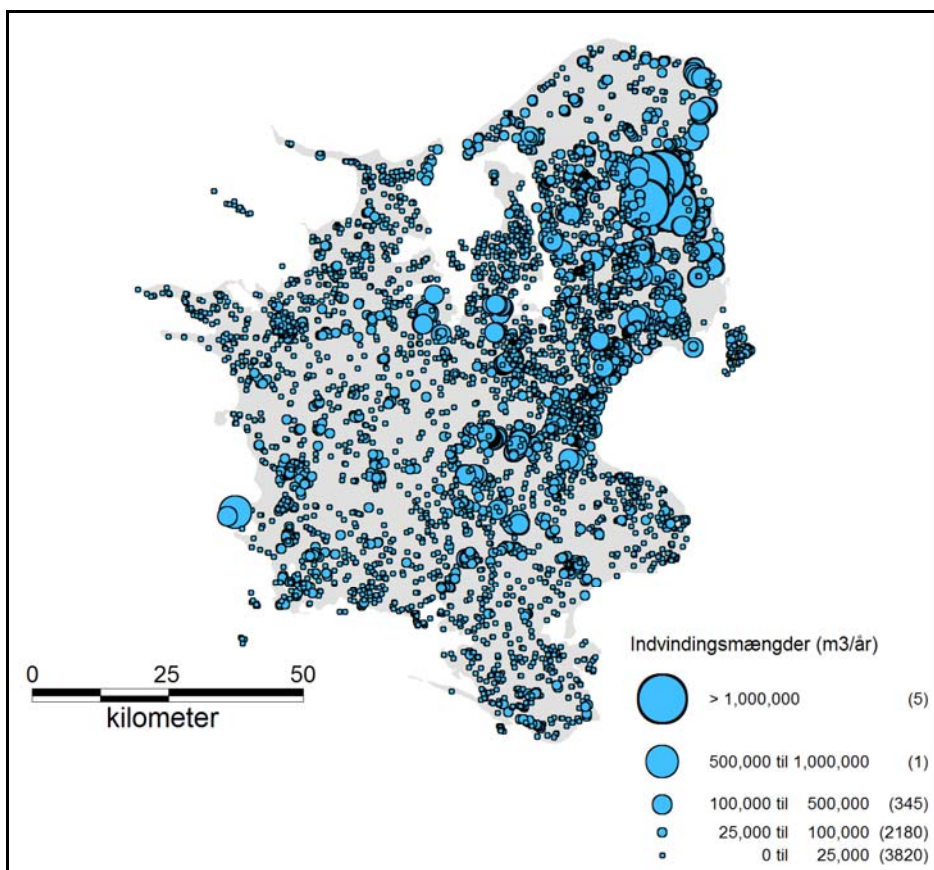 0 25 50
kilometer
Indvindingsmængder (m3/år)
> 1,000,000 (5)
500,000 til 1,000,000 (1)
100,000 til 500,000 (345)
25,000 til 100,000 (2180)
0 til 25,000 (3820)